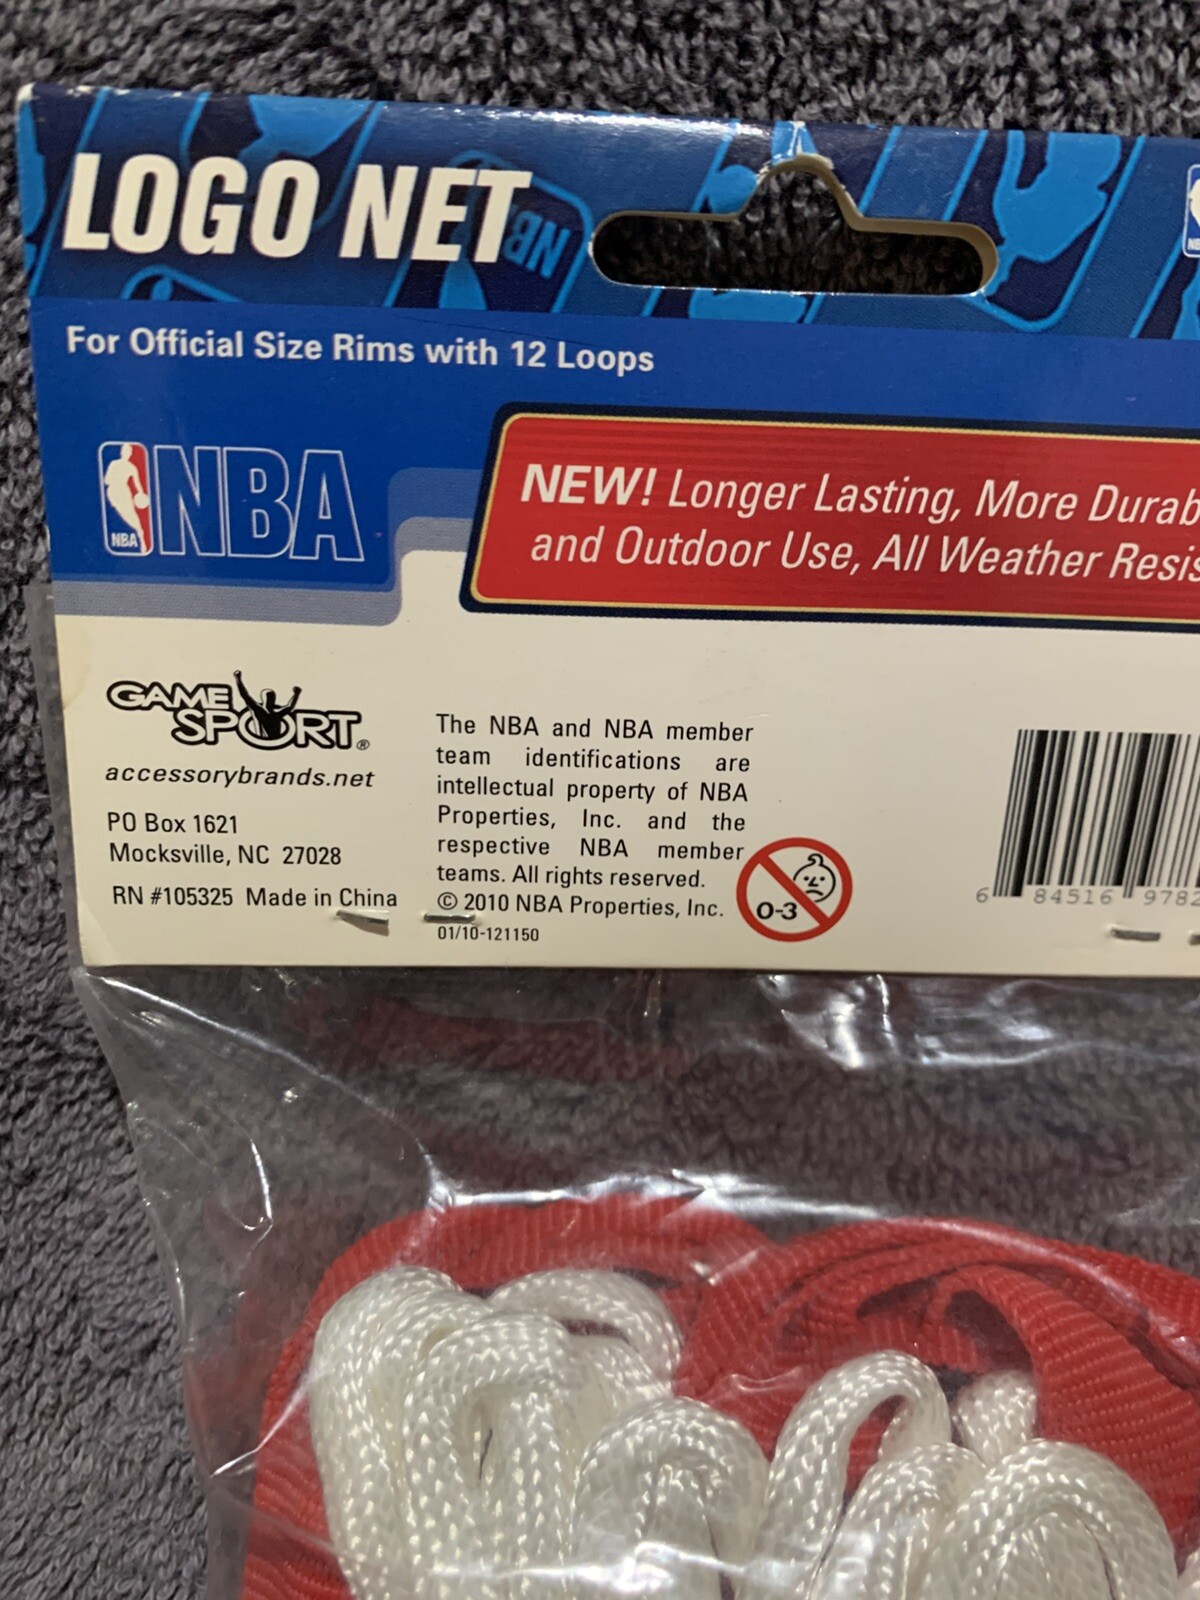 LOGO NET
NBA
For Official Size Rims with 12 Loops
NBA
NBA
NEW! Longer Lasting, More Durab
and Outdoor Use, All Weather Resis
GAME
SPORT®
accessorybrands.net
PO Box 1621
Mocksville, NC 27028
RN #105325 Made in China
The NBA and NBA member
team identifications are
intellectual property of NBA
Properties, Inc. and the
respective NBA member
teams. All rights reserved.
© 2010 NBA Properties, Inc.
01/10-121150
0-3
6 84516 9782